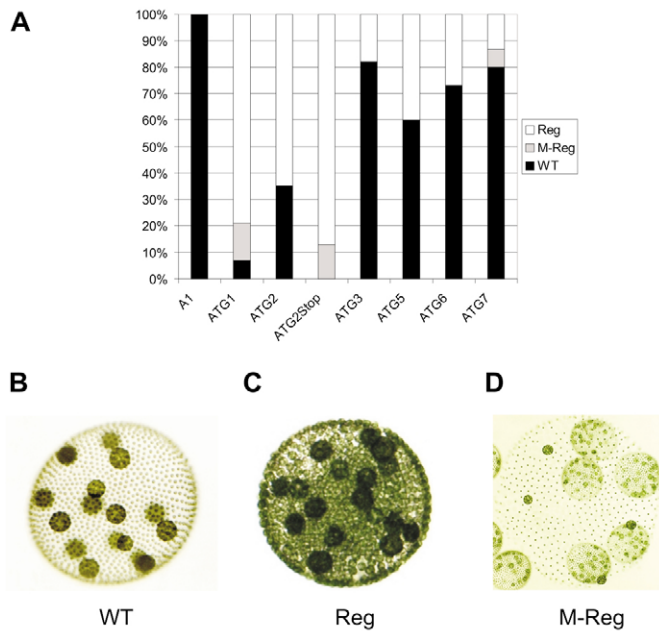 A
100%
90%
80%
70%
60%
50%
40%
30%
20%
10%
0%
A1
ATG1
ATG2
ATG2Stop
ATG3
ATG5
ATG6
ATG7
Reg
M-Reg
WT
B
C
D
WT
Reg
M-Reg